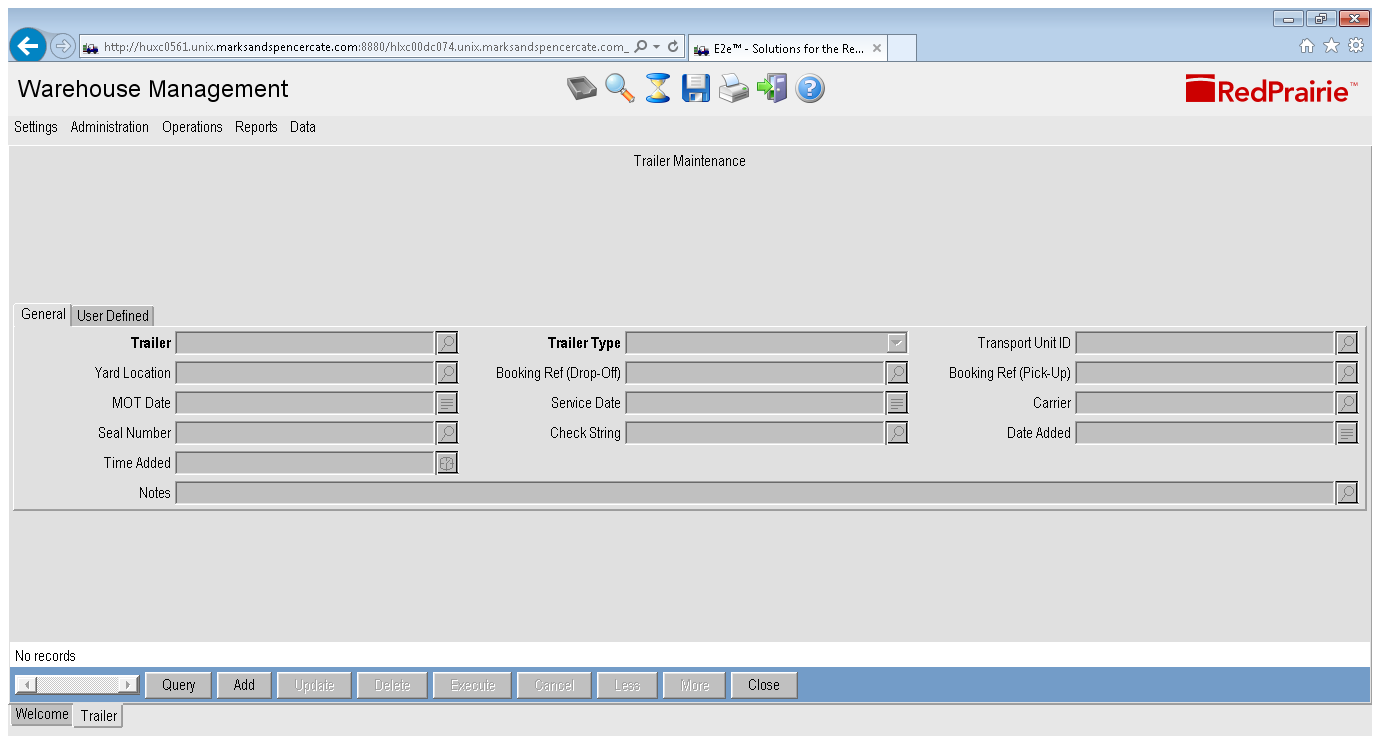 http://huxc0561.unix.marksandspencercate.com:8880/hlxc00dc074.unix.marksandspencercate.com_
E2e™ - Solutions for the Re...
Warehouse Management
RedPrairie™
Settings Administration Operations Reports Data
Trailer Maintenance
General User Defined
Trailer Trailer Type Transport Unit ID
Yard Location Booking Ref (Drop-Off) Booking Ref (Pick-Up)
MOT Date Service Date Carrier
Seal Number Check String Date Added
Time Added
Notes
No records
Query Add Update Delete Execute Cancel Less More Close
Welcome Trailer